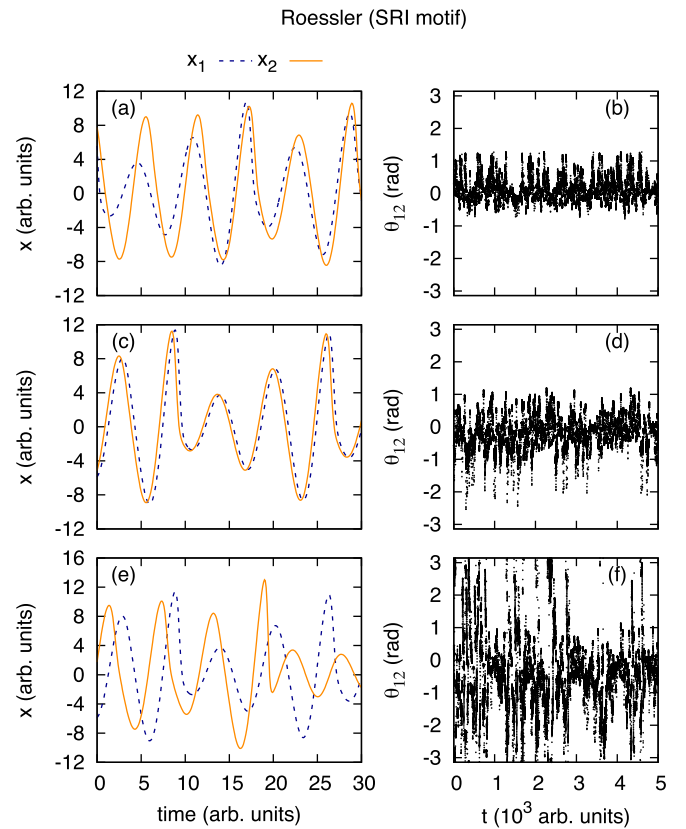 Roessler (SRI motif)
x1 x2
(a) (b)
12
8
4
0
-4
-8
-12
x (arb. units)
3
2
1
0
-1
-2
-3
θ12 (rad)
(c) (d)
12
8
4
0
-4
-8
-12
x (arb. units)
3
2
1
0
-1
-2
-3
θ12 (rad)
(e) (f)
16
12
8
4
0
-4
-8
-12
x (arb. units)
3
2
1
0
-1
-2
-3
θ12 (rad)
0 5 10 15 20 25 30
time (arb. units)
0 1 2 3 4 5
t (10^3 arb. units)